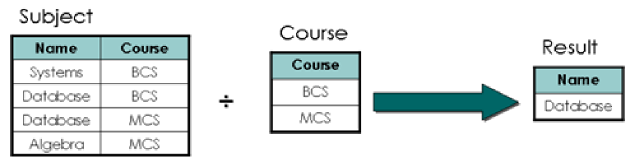 Subject
Name Course
Systems BCS
Database BCS
Database MCS
Algebra MCS
÷
Course
Course
BCS
MCS
Result
Name
Database